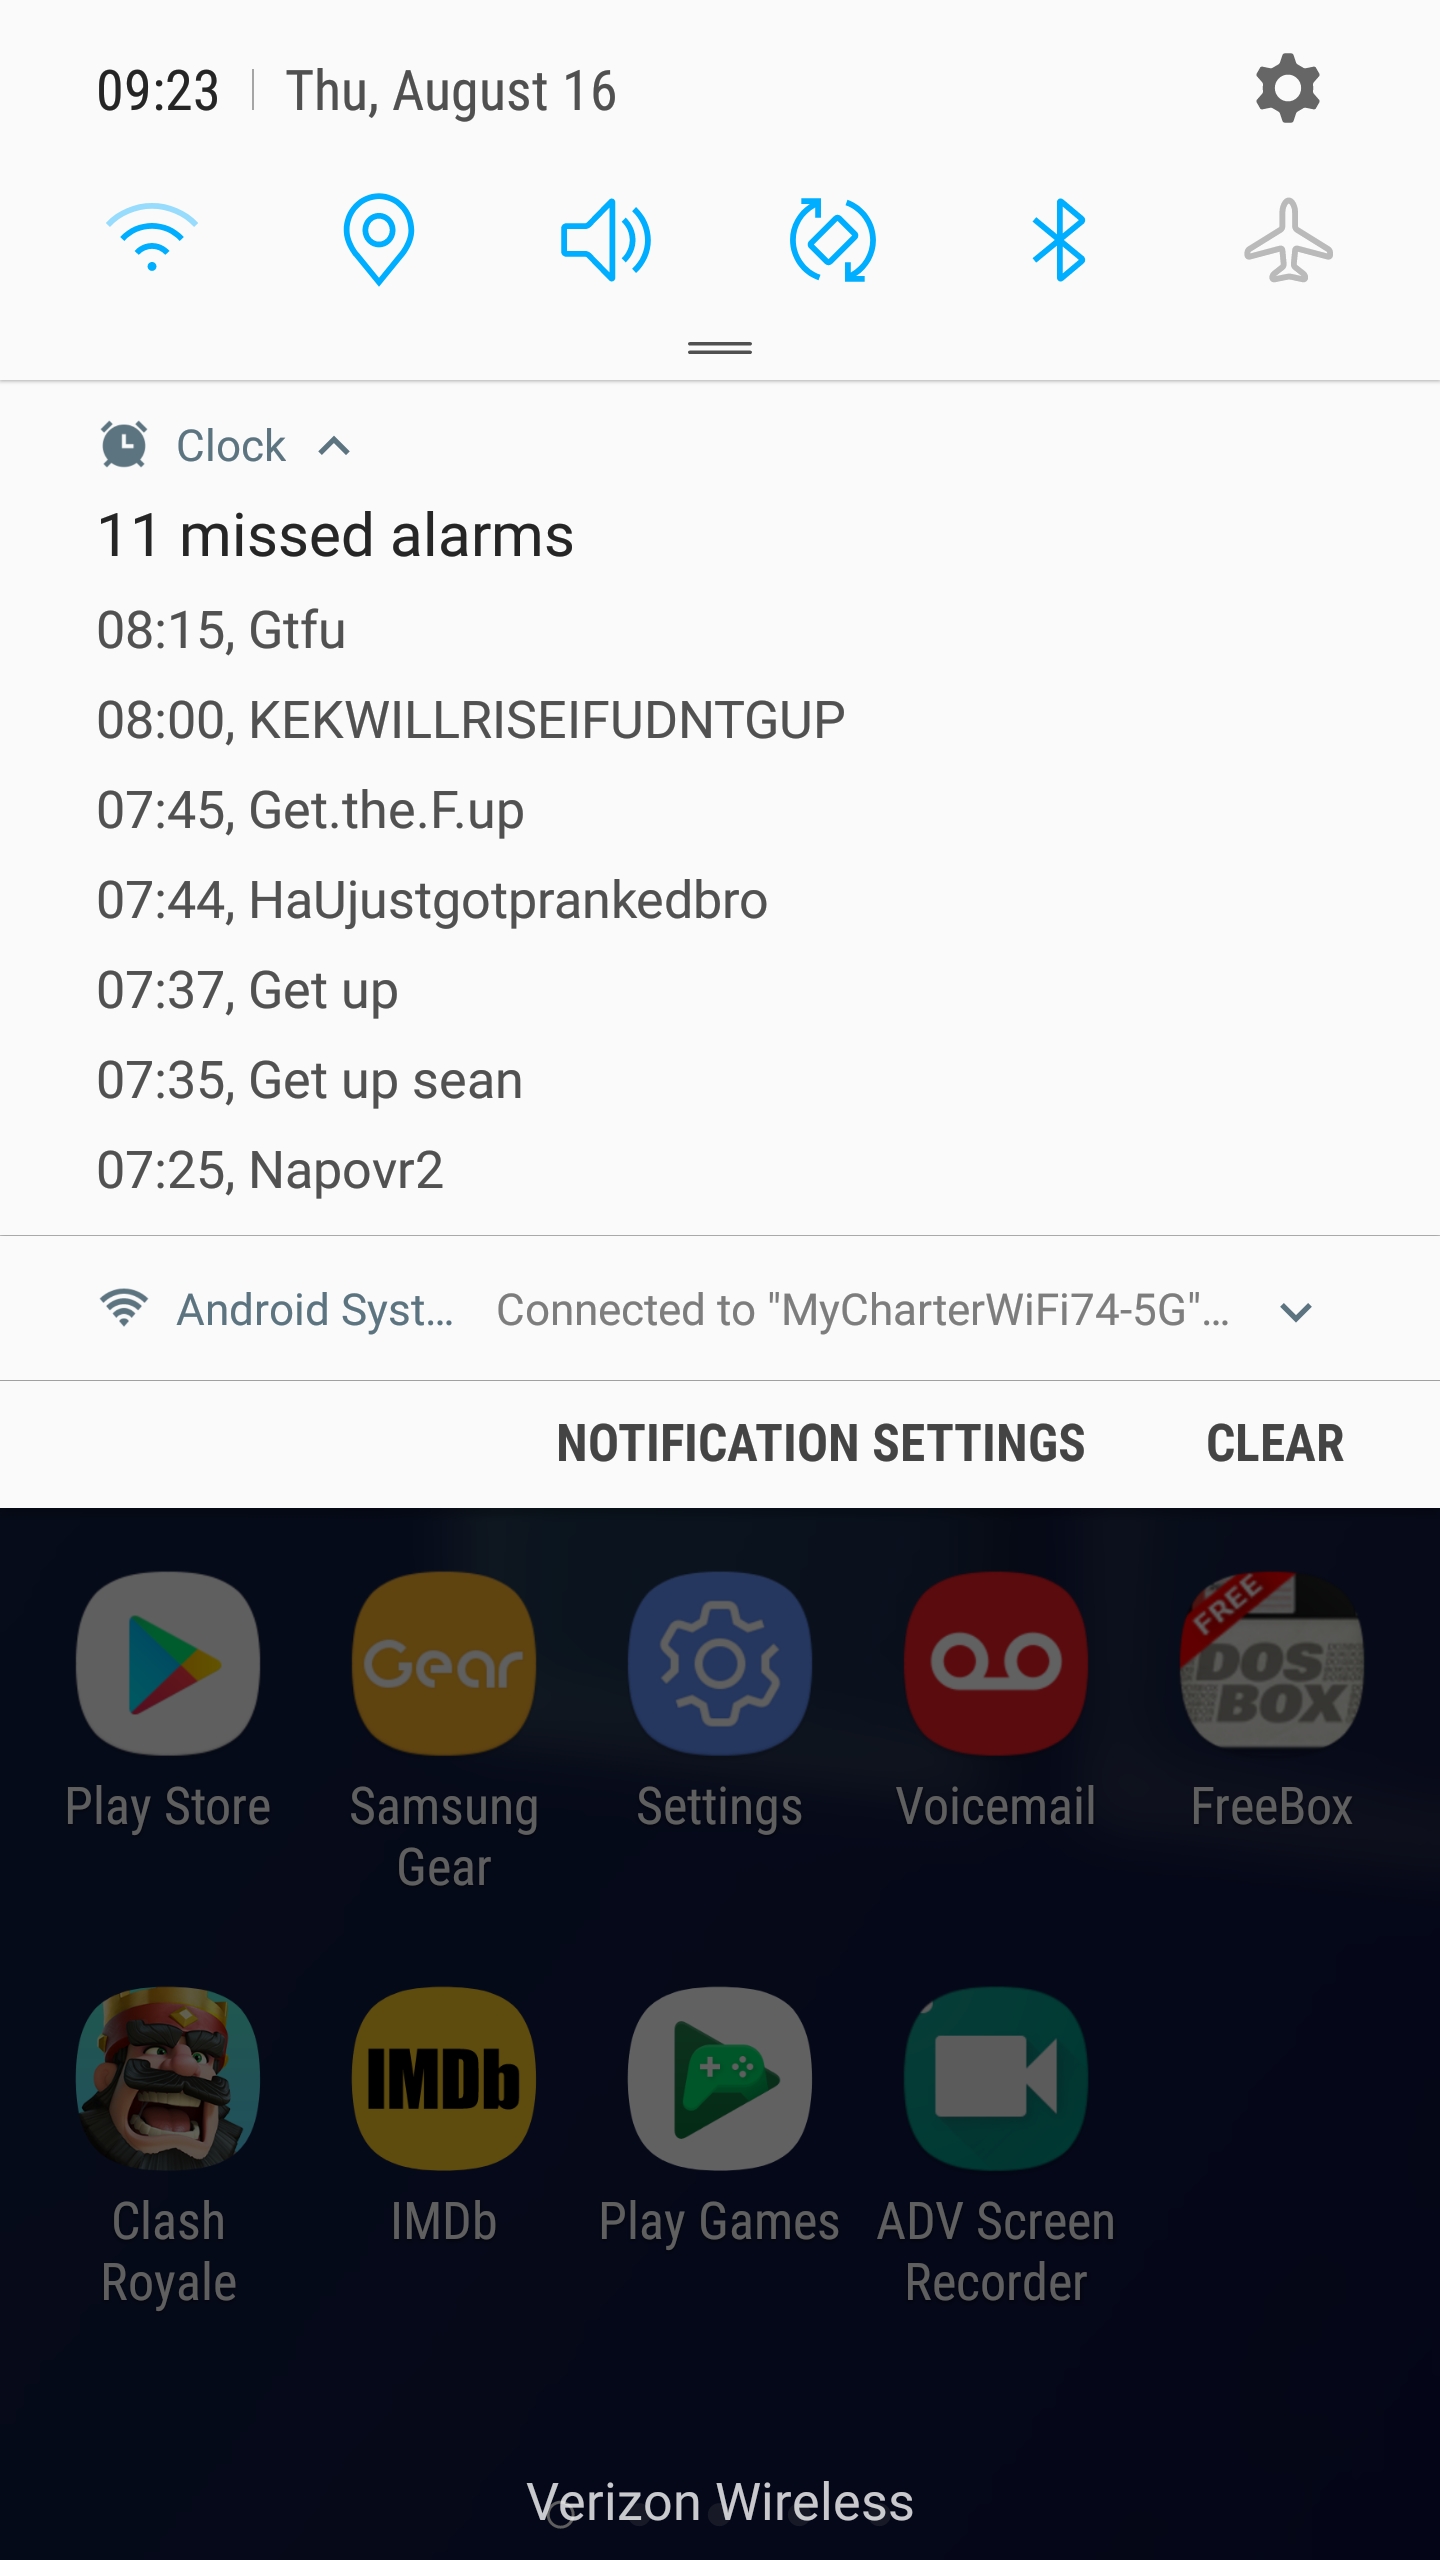 09:23 | Thu, August 16
Clock
11 missed alarms
08:15, Gtfu
08:00, KEKWILLRISEIFUDNTGUP
07:45, Get.the.F.up
07:44, HaUjustgotprankedbro
07:37, Get up
07:35, Get up sean
07:25, Napovr2
Android Syst... Connected to "MyCharterWiFi74-5G"...
NOTIFICATION SETTINGS CLEAR
Gear
FREE
DOS
BOX
Play Store Samsung Gear Settings Voicemail FreeBox
IMDb
Clash Royale IMDb Play Games ADV Screen Recorder
Verizon Wireless